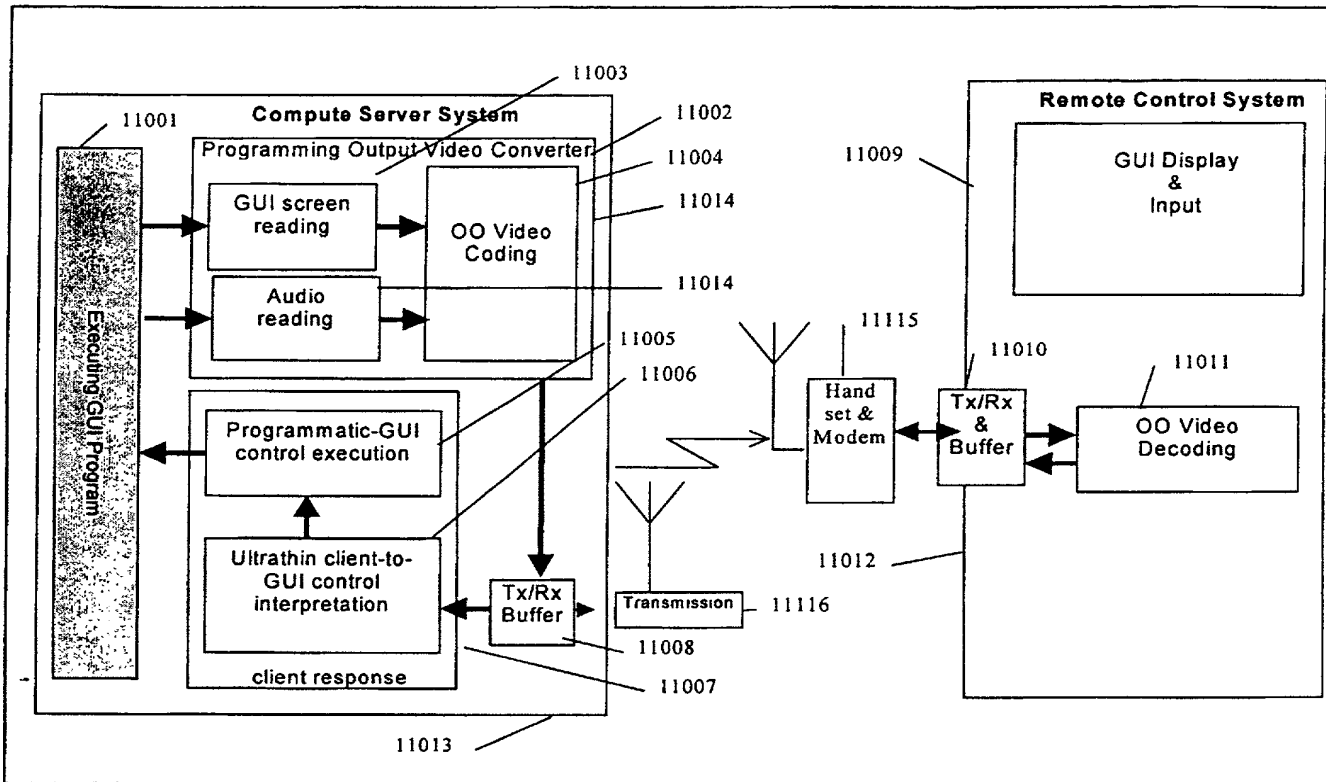 11003
11001
Compute Server System
11002
Remote Control System
Programming Output Video Converter
11004
11009
GUI Display
&
Input
GUI screen
reading
11014
OO Video
Coding
Audio
reading
11014
11115
11005
Executing GUI Program
11006
11010
11011
Hand
set &
Modem
Tx/Rx
&
Buffer
OO Video
Decoding
Programmatic-GUI
control execution
11012
Ultrathin client-to-
GUI control
interpretation
Tx/Rx
Buffer
Transmission
11116
11008
client response
11007
11013